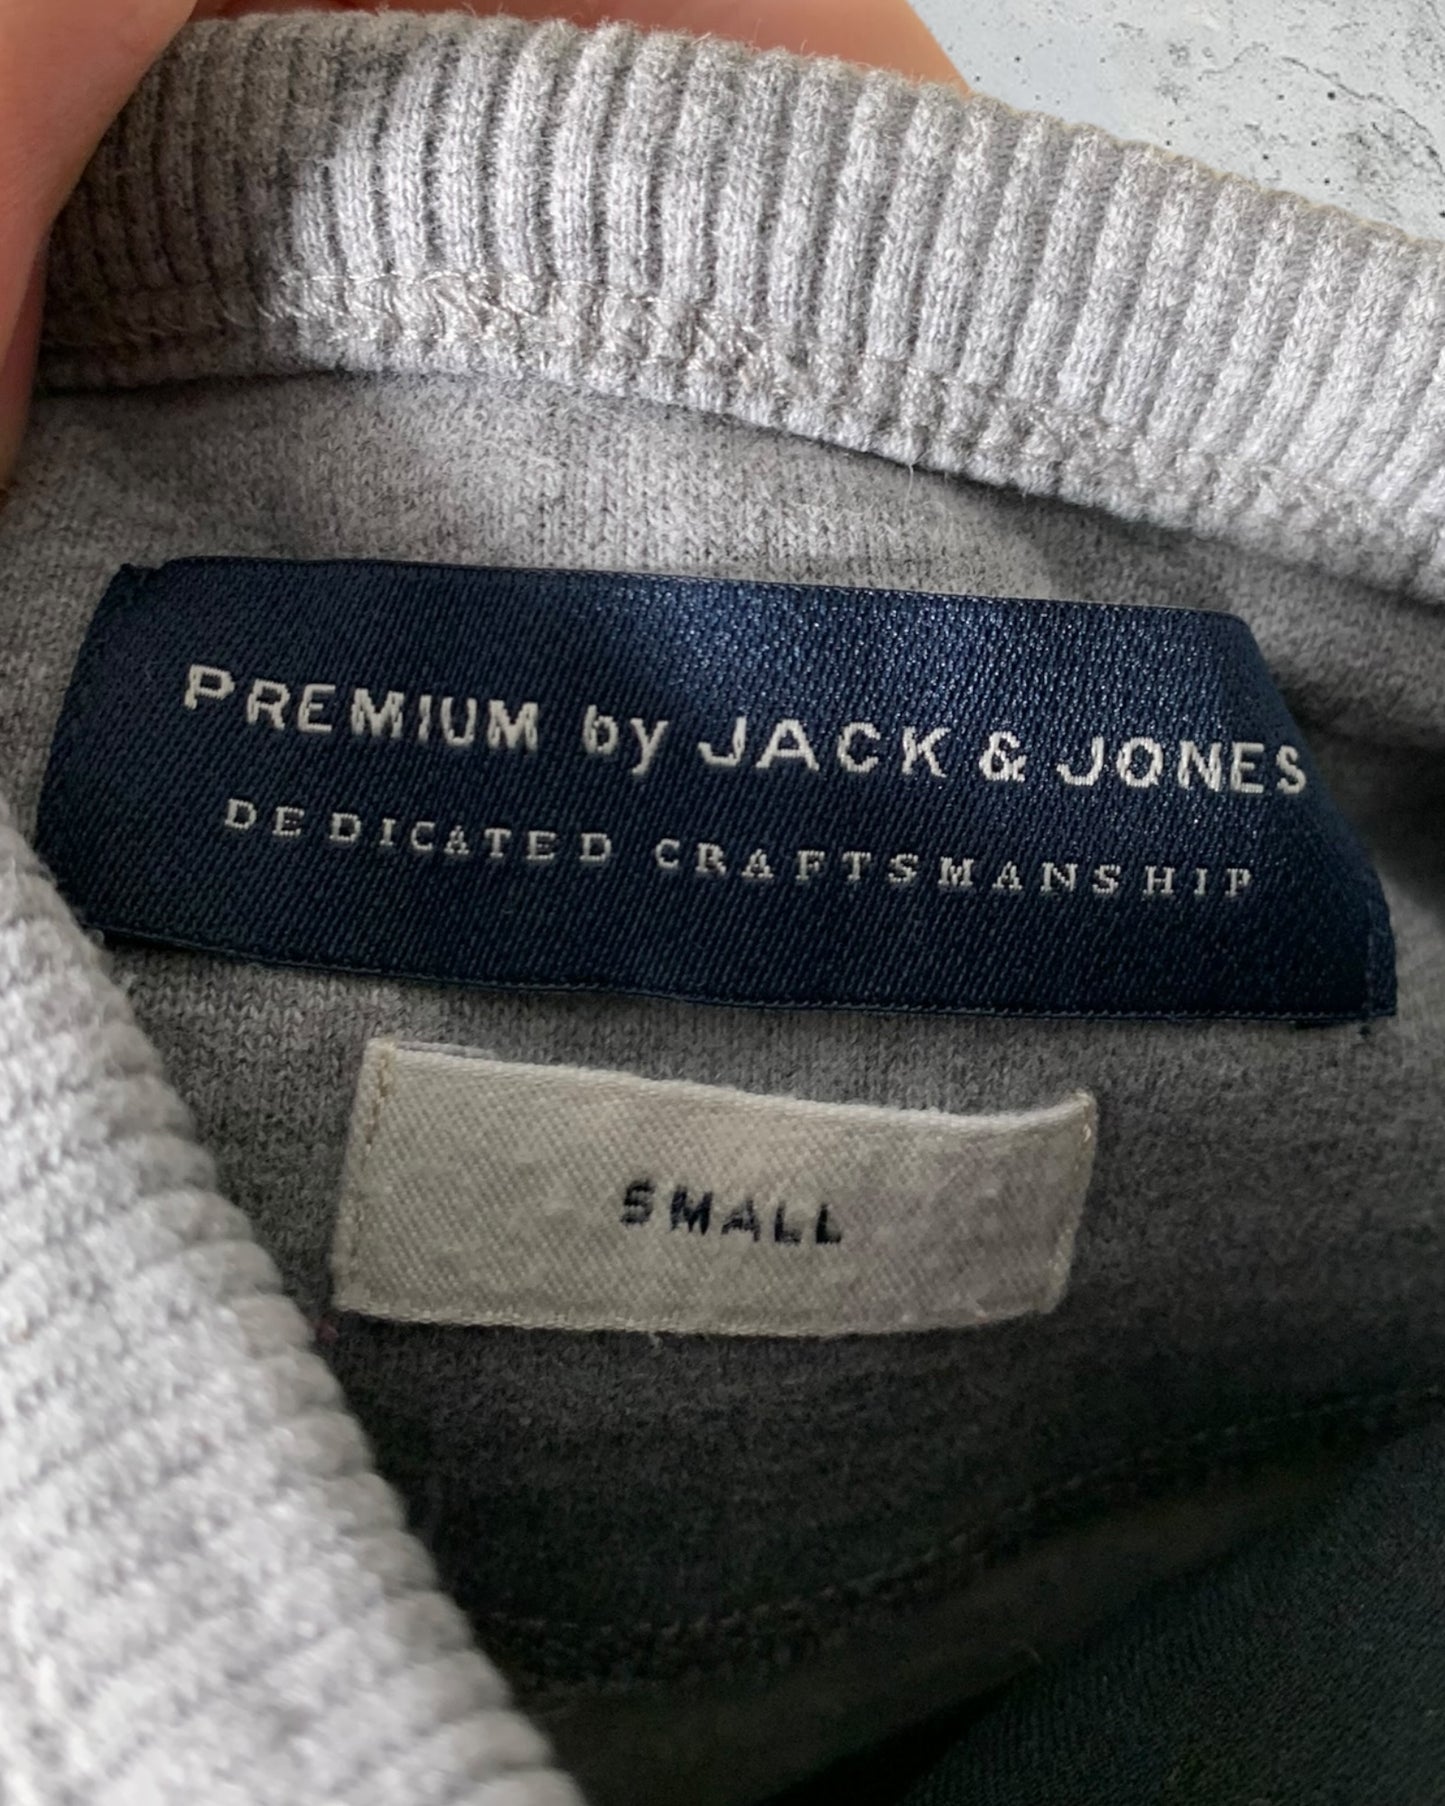 PREMIUM by JACK & JONES
DEDICATED CRAFTSMANSHIP
SMALL